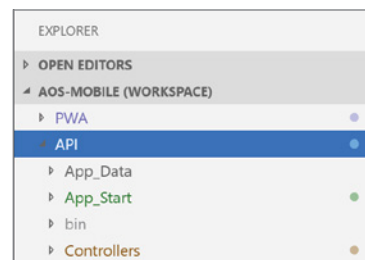 EXPLORER
OPEN EDITORS
AOS-MOBILE (WORKSPACE)
PWA
API
App_Data
App_Start
bin
Controllers